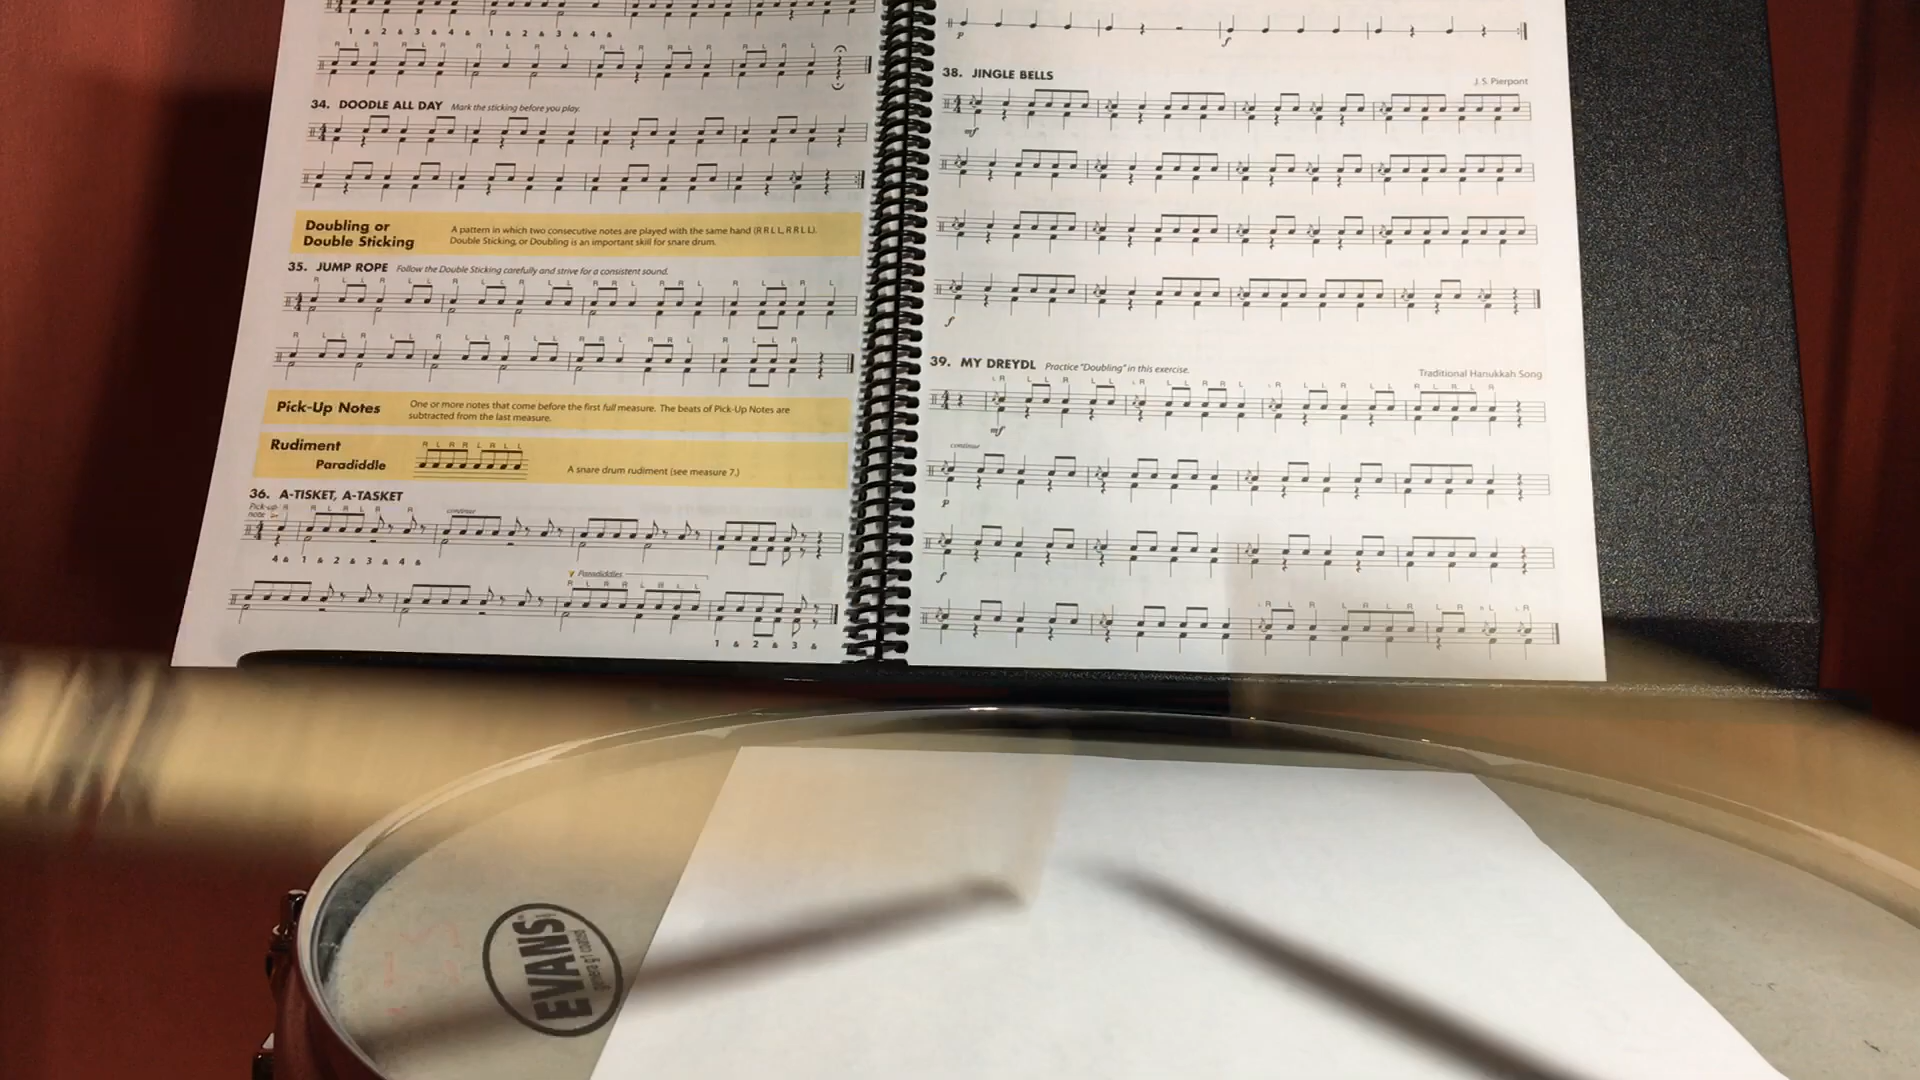 1 & 2 & 3 & 4 & 1 & 2 & 3 & 4 &
34. DOODLE ALL DAY Mark the sticking before you play.
Doubling or
Double Sticking
A pattern in which two consecutive notes are played with the same hand (R R L L, R R L L).
Double Sticking, or Doubling is an important skill for snare drum.
35. JUMP ROPE Follow the Double Sticking carefully and strive for a consistent sound.
Pick-Up Notes
One or more notes that come before the first full measure. The beats of Pick-Up Notes are
subtracted from the last measure.
Rudiment
Paradiddle
R L R R L R L L
A snare drum rudiment (see measure 7.)
36. A-TISKET, A-TASKET
Pick-up
note
R R L R L R R continue
4 & 1 & 2 & 3 & 4 &
Paradiddles
R L R R L R L L
1 & 2 & 3 &
p f
38. JINGLE BELLS
J. S. Pierpont
mf
f
39. MY DREYDL Practice "Doubling" in this exercise.
Traditional Hanukkah Song
mf
continue
p
f
EVANS
genera g1 coated